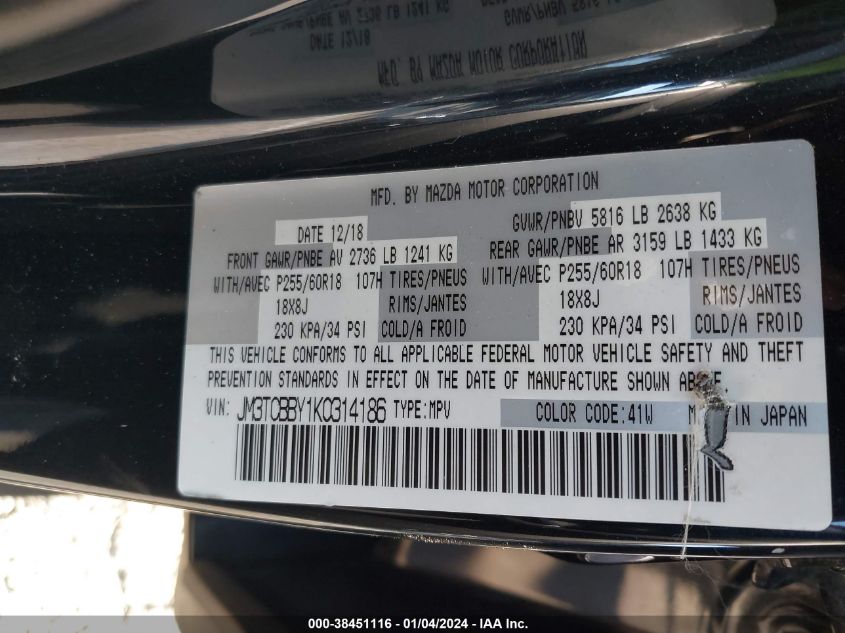 MFG. BY MAZDA MOTOR CORPORATION
DATE 12/18
GVWR/PNBV 5816 LB 2638 KG
FRONT GAWR/PNBE AV 2736 LB 1241 KG
REAR GAWR/PNBE AR 3159 LB 1433 KG
WITH/AVEC P255/60R18 107H TIRES/PNEUS
WITH/AVEC P255/60R18 107H TIRES/PNEUS
18X8J RIMS/JANTES
18X8J RIMS/JANTES
230 KPA/34 PSI COLD/A FROID
230 KPA/34 PSI COLD/A FROID
THIS VEHICLE CONFORMS TO ALL APPLICABLE FEDERAL MOTOR VEHICLE SAFETY AND THEFT
PREVENTION STANDARDS IN EFFECT ON THE DATE OF MANUFACTURE SHOWN ABOVE.
VIN: JM3TCBBY1K0314186 TYPE:MPV
COLOR CODE:41W IN JAPAN
000-38451116 - 01/04/2024 - IAA Inc.